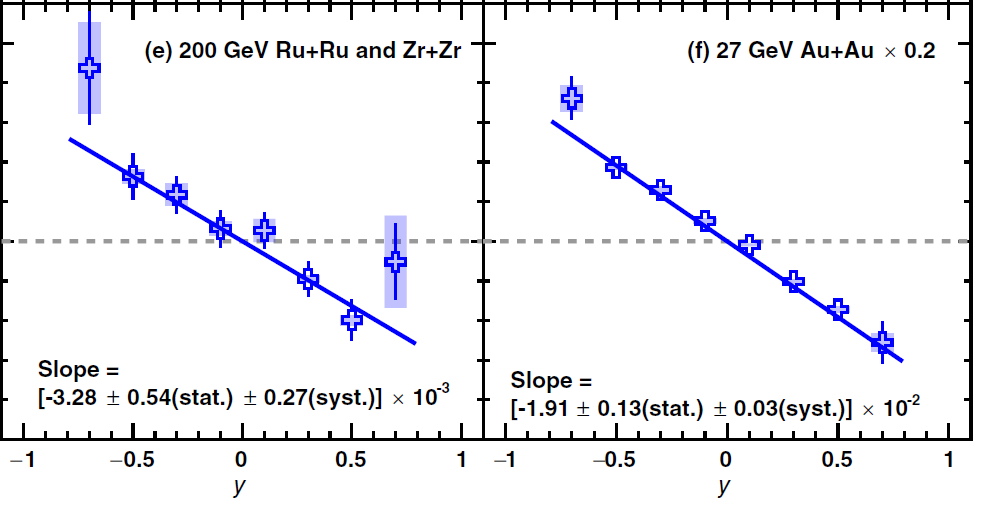 (e) 200 GeV Ru+Ru and Zr+Zr
(f) 27 GeV Au+Au × 0.2
Slope =
[-3.28 ± 0.54(stat.) ± 0.27(syst.)] × 10⁻³
Slope =
[-1.91 ± 0.13(stat.) ± 0.03(syst.)] × 10⁻²
−1 −0.5 0 0.5 1 −1 −0.5 0 0.5 1
y y